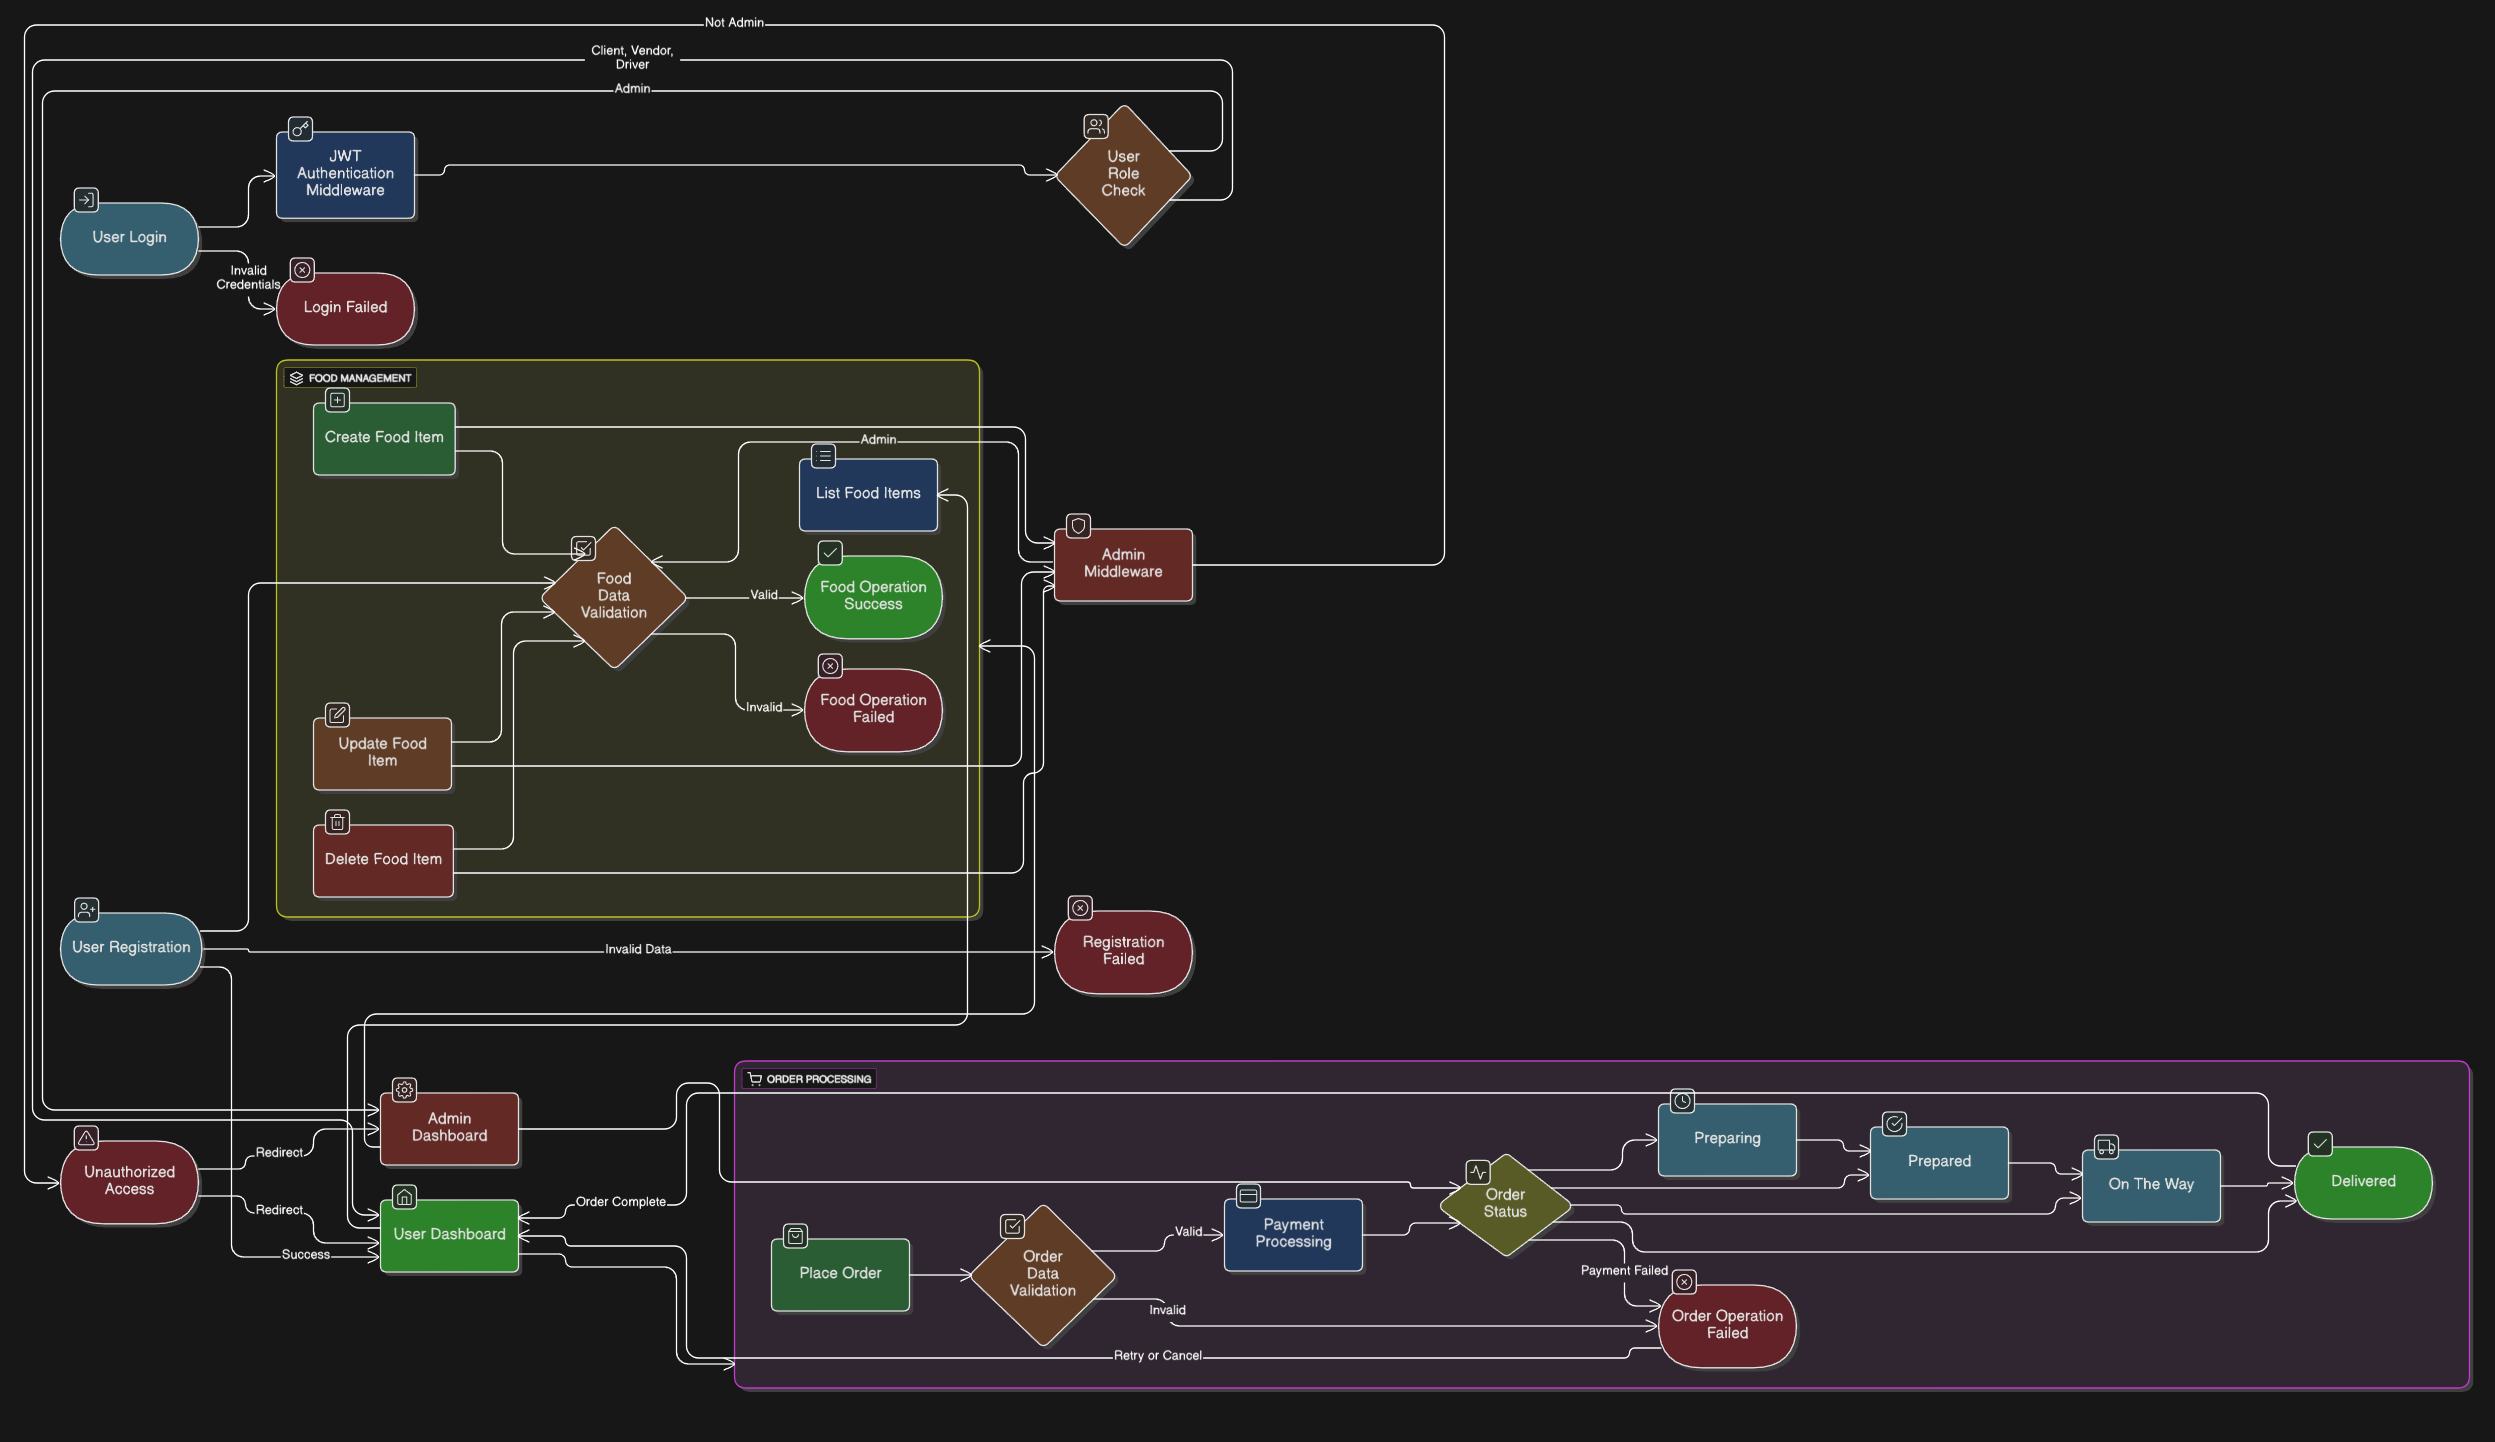 Not Admin
Client, Vendor,
Driver
Admin
JWT
Authentication
Middleware
User
Role
Check
User Login
Invalid
Credentials
Login Failed
FOOD MANAGEMENT
Create Food Item
Admin
List Food Items
Admin
Middleware
Food
Data
Validation
Valid
Food Operation
Success
Invalid
Food Operation
Failed
Update Food
Item
Delete Food Item
User Registration
Invalid Data
Registration
Failed
ORDER PROCESSING
Admin
Dashboard
Preparing
Redirect
Prepared
Unauthorized
Access
On The Way
Delivered
Order
Status
Redirect
Order Complete
User Dashboard
Success
Valid
Payment
Processing
Place Order
Order
Data
Validation
Payment Failed
Invalid
Order Operation
Failed
Retry or Cancel